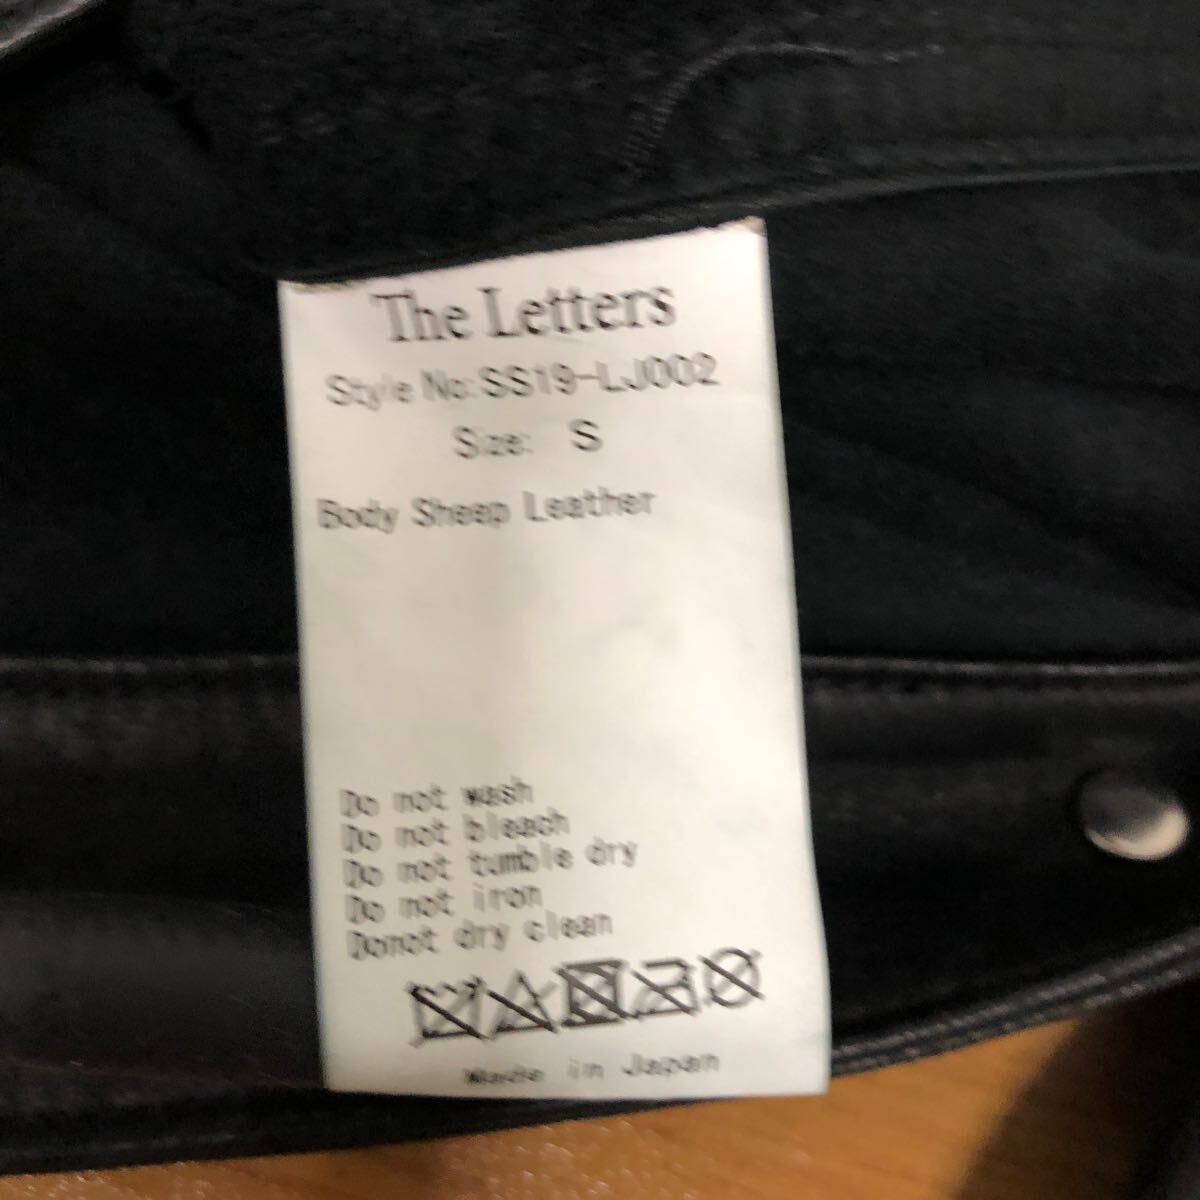 The Letters
Style No:SS19-LJ002
Size: S
Body Sheep Leather
Do not wash
Do not bleach
Do not tumble dry
Do not iron
Donot dry clean
Made in Japan